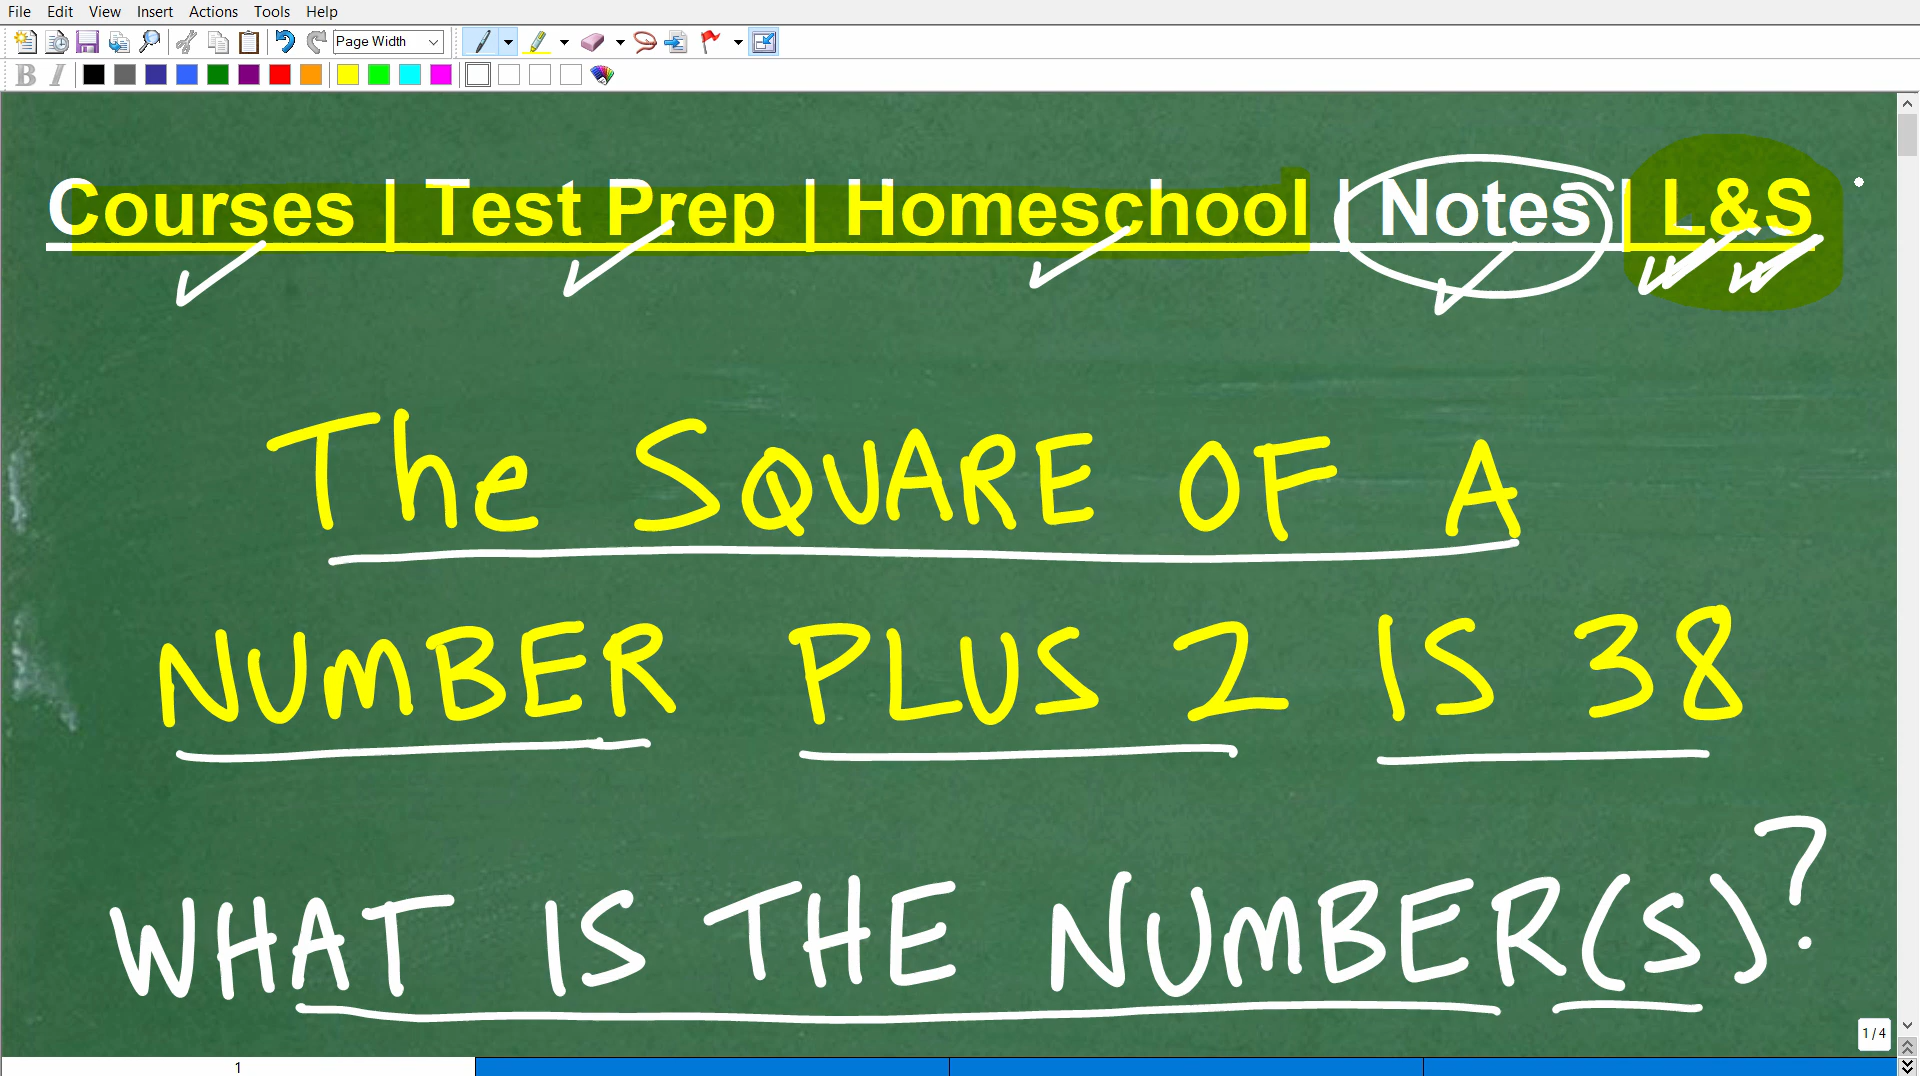 File Edit View Insert Actions Tools Help
Page Width
B I
Courses | Test Prep | Homeschool | Notes | L&S
The SQUARE OF A
NUMBER PLUS 2 IS 38
WHAT IS THE NUMBER(S)?
1 / 4
1